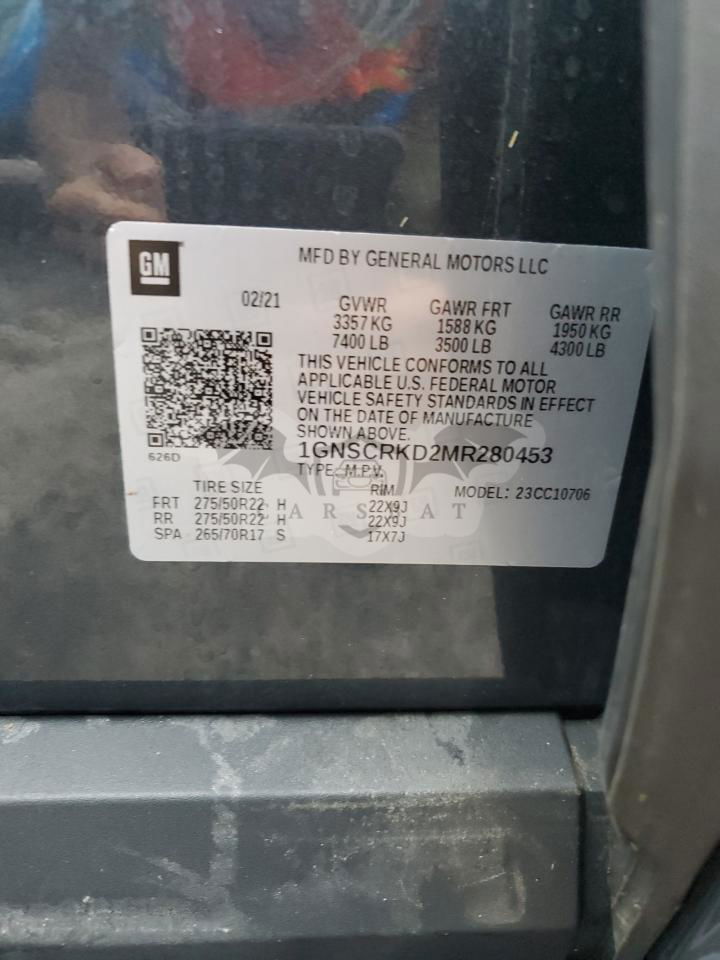 GM
MFD BY GENERAL MOTORS LLC
02/21
GVWR GAWR FRT GAWR RR
3357 KG 1588 KG 1950 KG
7400 LB 3500 LB 4300 LB
THIS VEHICLE CONFORMS TO ALL
APPLICABLE U.S. FEDERAL MOTOR
VEHICLE SAFETY STANDARDS IN EFFECT
ON THE DATE OF MANUFACTURE
SHOWN ABOVE.
626D
1GNSCRKD2MR280453
TYPE: M.P.V.
MODEL: 23CC10706
TIRE SIZE RIM
FRT 275/50R22 H 22X9J
RR 275/50R22 H 22X9J
SPA 265/70R17 S 17X7J